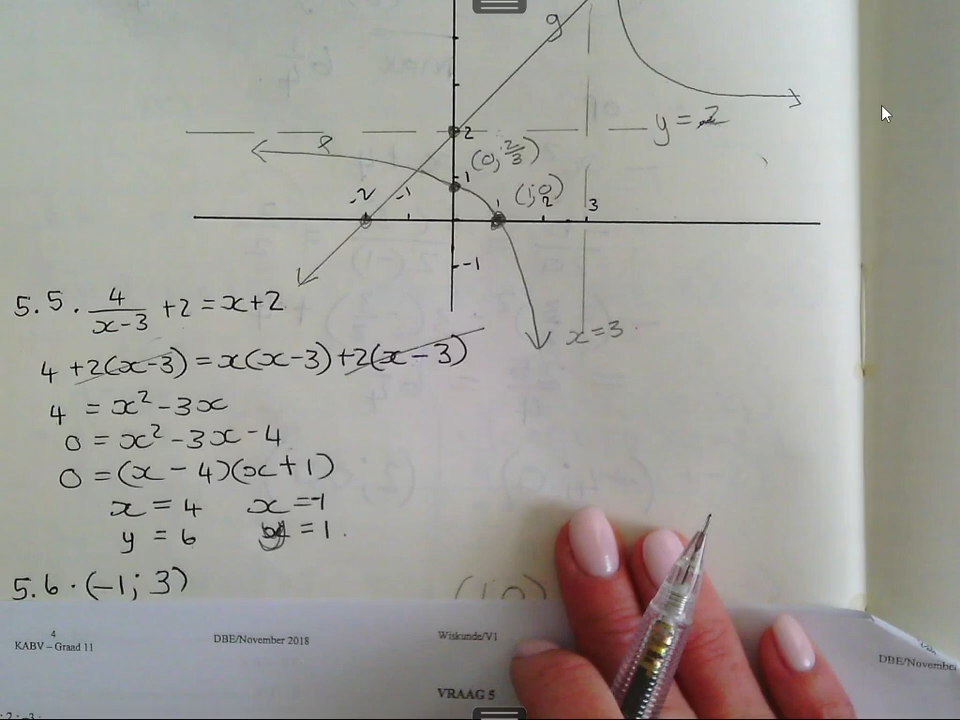 g
y = 2
2
(0; 2/3)
1
(1;0)
-2 -1 1 2 3
-1
x = 3
5.5. 4/(x-3) + 2 = x + 2
4 + 2(x-3) = x(x-3) + 2(x-3)
4 = x² - 3x
0 = x² - 3x - 4
0 = (x - 4)(x + 1)
x = 4 x = -1
y = 6 y = 1.
5.6. (-1; 3)
4
KABV – Graad 11
DBE/November 2018
Wiskunde/V1
DBE/November
VRAAG 5